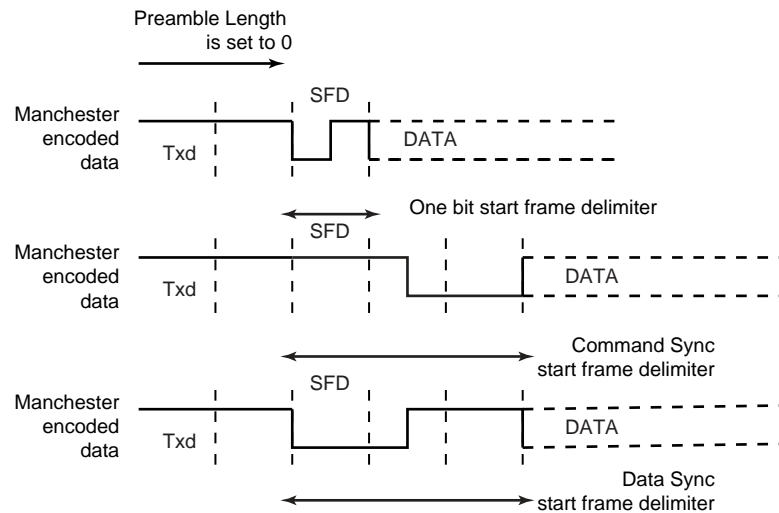 Preamble Length
is set to 0
SFD
Manchester
encoded
data
Txd
DATA
One bit start frame delimiter
SFD
Manchester
encoded
data
Txd
DATA
Command Sync
start frame delimiter
SFD
Manchester
encoded
data
Txd
DATA
Data Sync
start frame delimiter